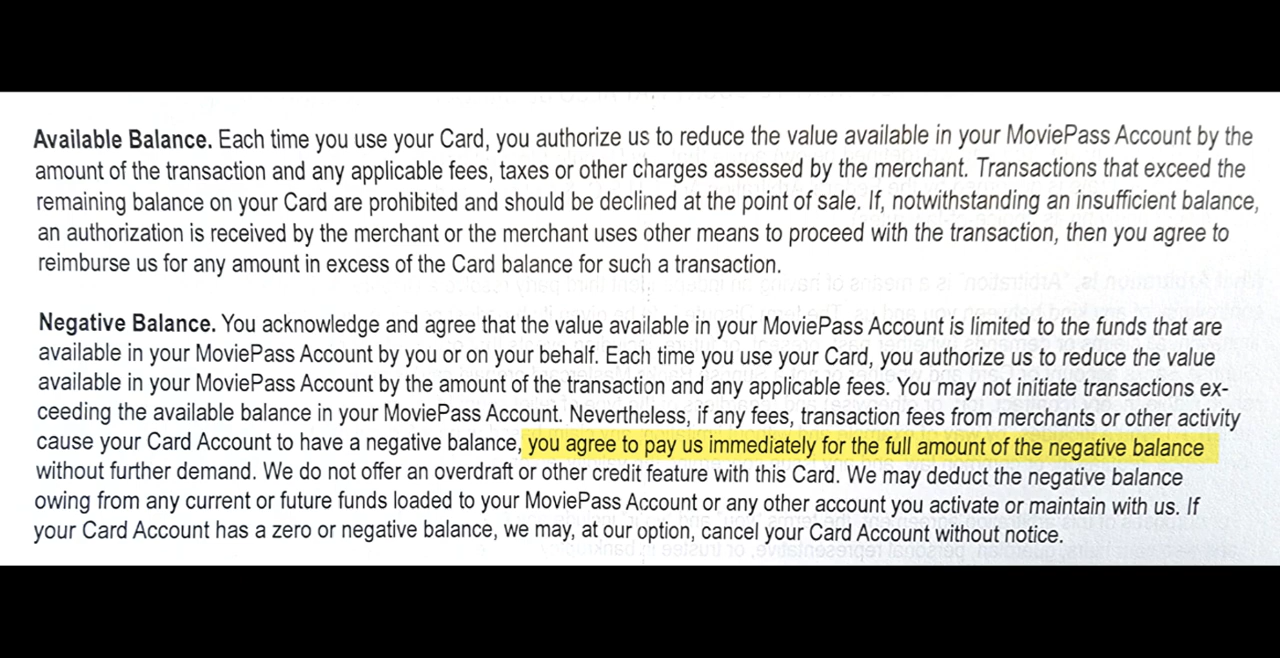 Available Balance. Each time you use your Card, you authorize us to reduce the value available in your MoviePass Account by the
amount of the transaction and any applicable fees, taxes or other charges assessed by the merchant. Transactions that exceed the
remaining balance on your Card are prohibited and should be declined at the point of sale. If, notwithstanding an insufficient balance,
an authorization is received by the merchant or the merchant uses other means to proceed with the transaction, then you agree to
reimburse us for any amount in excess of the Card balance for such a transaction.
Negative Balance. You acknowledge and agree that the value available in your MoviePass Account is limited to the funds that are
available in your MoviePass Account by you or on your behalf. Each time you use your Card, you authorize us to reduce the value
available in your MoviePass Account by the amount of the transaction and any applicable fees. You may not initiate transactions ex-
ceeding the available balance in your MoviePass Account. Nevertheless, if any fees, transaction fees from merchants or other activity
cause your Card Account to have a negative balance, you agree to pay us immediately for the full amount of the negative balance
without further demand. We do not offer an overdraft or other credit feature with this Card. We may deduct the negative balance
owing from any current or future funds loaded to your MoviePass Account or any other account you activate or maintain with us. If
your Card Account has a zero or negative balance, we may, at our option, cancel your Card Account without notice.